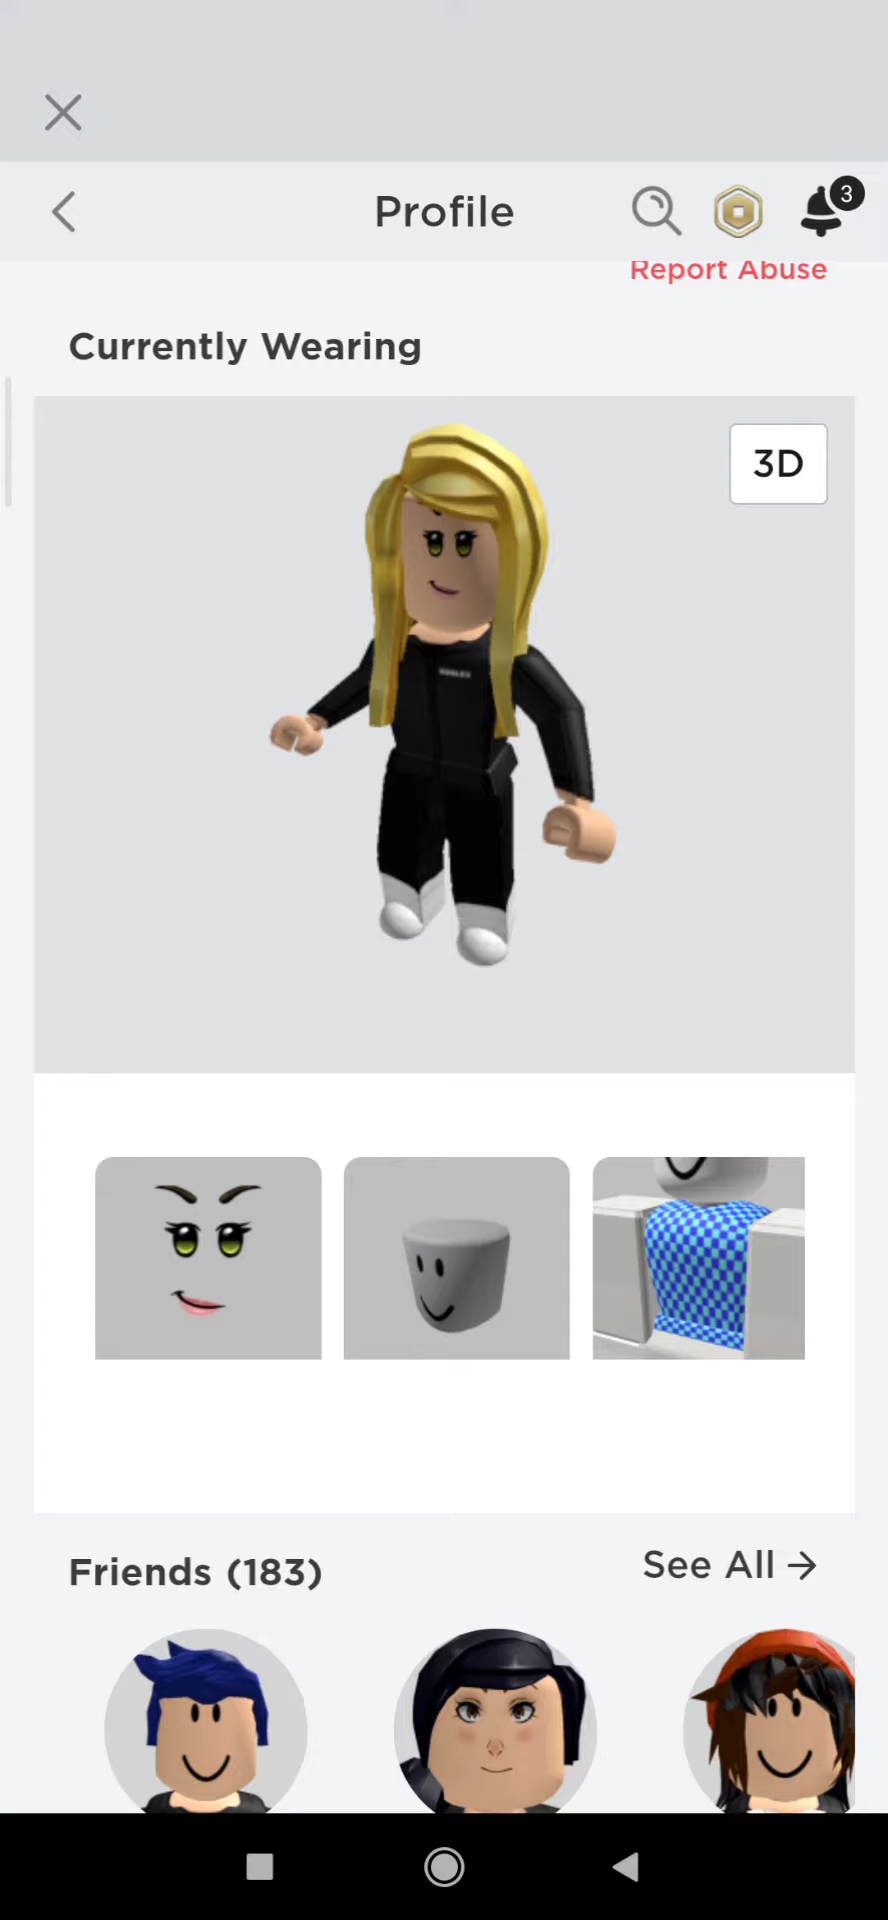 Profile
3
Report Abuse
Currently Wearing
3D
Friends (183)
See All →